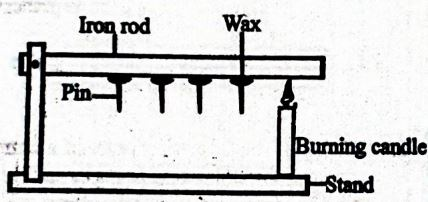 Iron rod
Wax
Pin
Burning candle
Stand